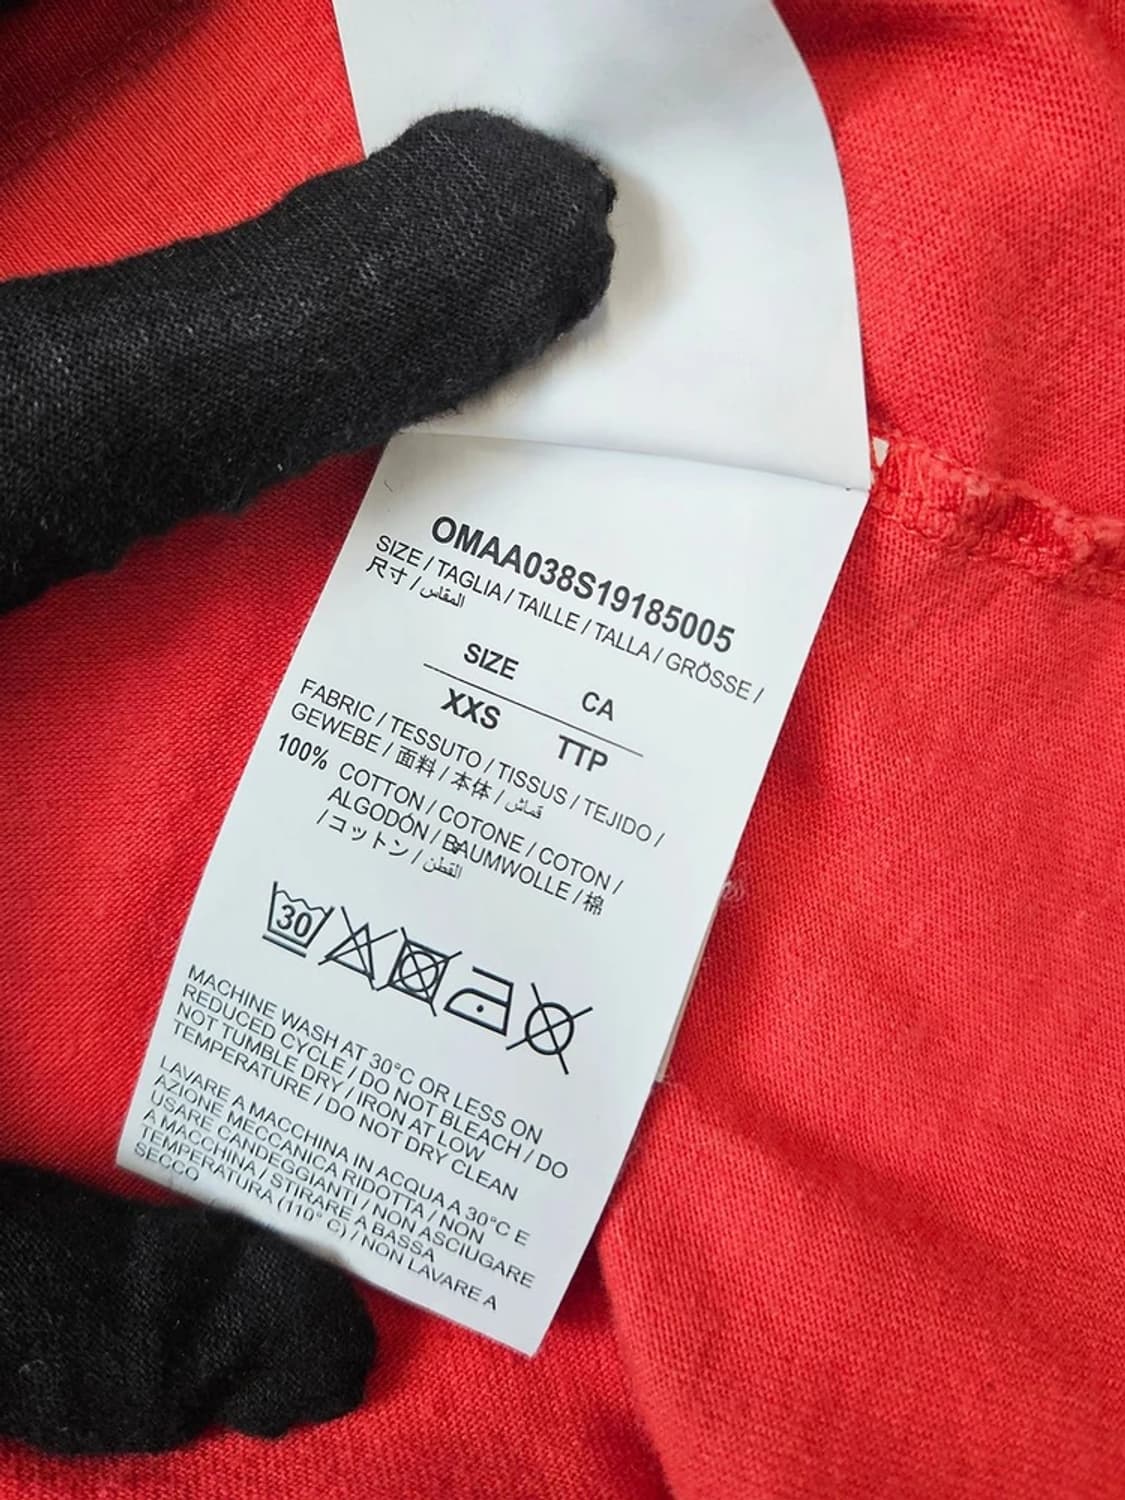 OMAA038S19185005
SIZE / TAGLIA / TAILLE / TALLA / GRÖSSE /
尺寸 / المقاس
SIZE CA
XXS TTP
FABRIC / TESSUTO / TISSUS / TEJIDO /
GEWEBE / 面料 / 本体 / قماش
100% COTTON / COTONE / COTON /
ALGODÓN / BAUMWOLLE / 棉
/ コットン / القطن
30
MACHINE WASH AT 30°C OR LESS ON
REDUCED CYCLE / DO NOT BLEACH / DO
NOT TUMBLE DRY / IRON AT LOW
TEMPERATURE / DO NOT DRY CLEAN
LAVARE A MACCHINA IN ACQUA A 30°C E
AZIONE MECCANICA RIDOTTA / NON
USARE CANDEGGIANTI / NON ASCIUGARE
A MACCHINA / STIRARE A BASSA
TEMPERATURA (110° C) / NON LAVARE A
SECCO